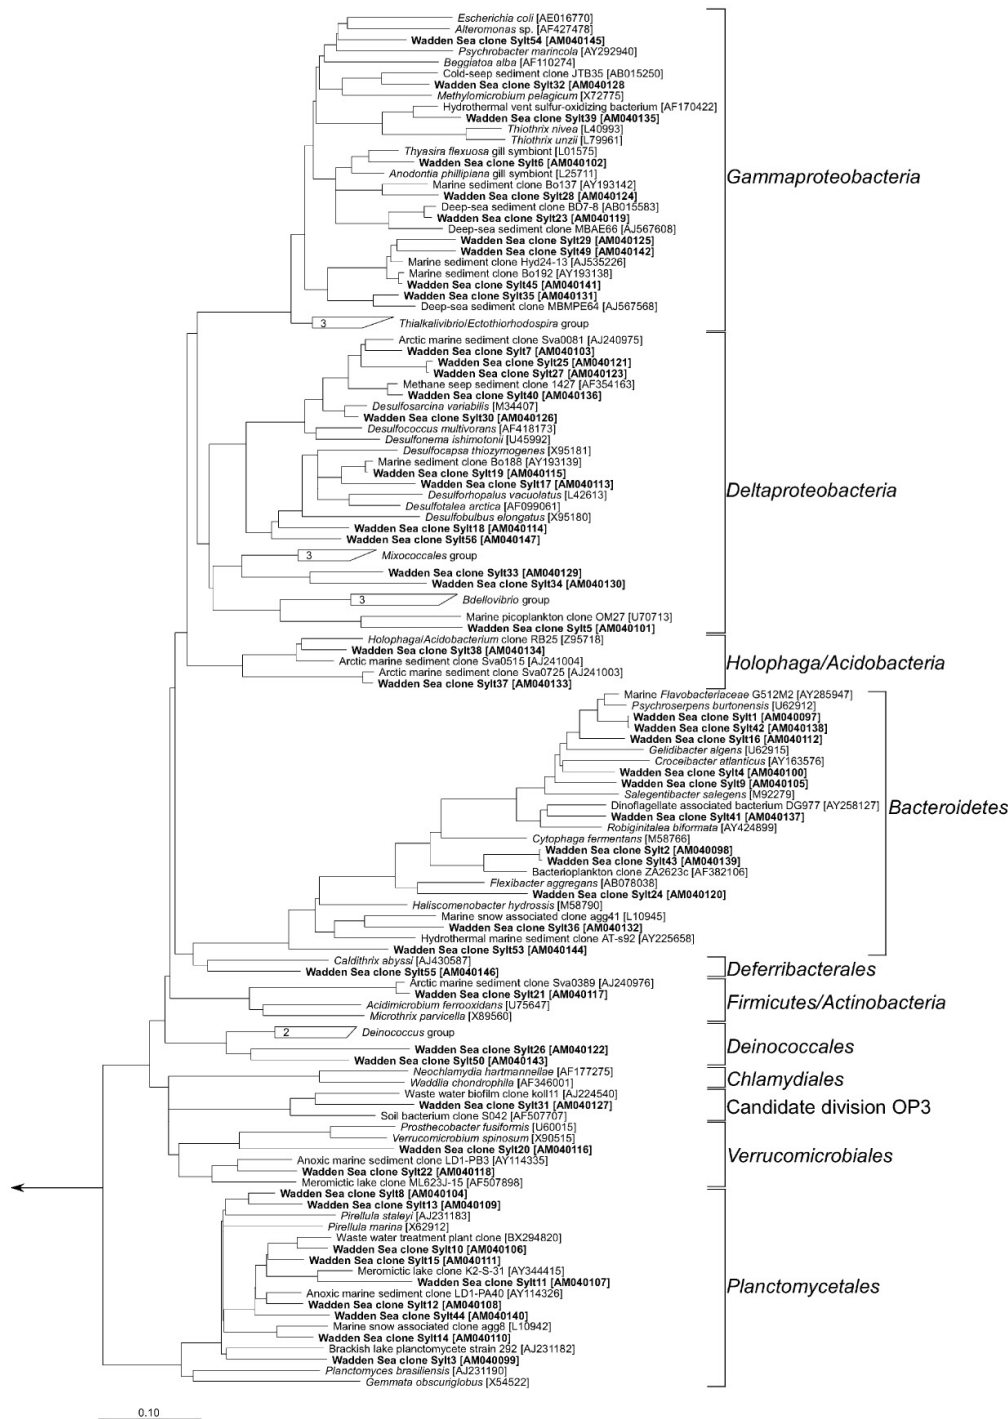 Escherichia coli [AE016770]
Alteromonas sp. [AF427478]
Wadden Sea clone Sylt54 [AM040145]
Psychrobacter marincola [AY292940]
Beggiatoa alba [AF110274]
Cold-seep sediment clone JTB35 [AB015250]
Wadden Sea clone Sylt32 [AM040128
Methylomicrobium pelagicum [X72775]
Hydrothermal vent sulfur-oxidizing bacterium [AF170422]
Wadden Sea clone Sylt39 [AM040135]
Thiothrix nivea [L40993]
Thiothrix unzii [L79961]
Thyasira flexuosa gill symbiont [L01575]
Wadden Sea clone Sylt6 [AM040102]
Anodontia phillipiana gill symbiont [L25711]
Gammaproteobacteria
Marine sediment clone Bo137 [AY193142]
Wadden Sea clone Sylt28 [AM040124]
Deep-sea sediment clone BD7-8 [AB015583]
Wadden Sea clone Sylt23 [AM040119]
Deep-sea sediment clone MBAE66 [AJ567608]
Wadden Sea clone Sylt29 [AM040125]
Wadden Sea clone Sylt49 [AM040142]
Marine sediment clone Hyd24-13 [AJ535226]
Marine sediment clone Bo192 [AY193138]
Wadden Sea clone Sylt45 [AM040141]
Wadden Sea clone Sylt35 [AM040131]
Deep-sea sediment clone MBMPE64 [AJ567568]
3 Thialkalivibrio/Ectothiorhodospira group
Arctic marine sediment clone Sva0081 [AJ240975]
Wadden Sea clone Sylt7 [AM040103]
Wadden Sea clone Sylt25 [AM040121]
Wadden Sea clone Sylt27 [AM040123]
Methane seep sediment clone 1427 [AF354163]
Wadden Sea clone Sylt40 [AM040136]
Desulfosarcina variabilis [M34407]
Wadden Sea clone Sylt30 [AM040126]
Desulfococcus multivorans [AF418173]
Desulfonema ishimotonii [U45992]
Desulfocapsa thiozymogenes [X95181]
Marine sediment clone Bo188 [AY193139]
Wadden Sea clone Sylt19 [AM040115]
Wadden Sea clone Sylt17 [AM040113]
Deltaproteobacteria
Desulforhopalus vacuolatus [L42613]
Desulfotalea arctica [AF099061]
Desulfobulbus elongatus [X95180]
Wadden Sea clone Sylt18 [AM040114]
Wadden Sea clone Sylt56 [AM040147]
3 Mixococcales group
Wadden Sea clone Sylt33 [AM040129]
Wadden Sea clone Sylt34 [AM040130]
3 Bdellovibrio group
Marine picoplankton clone OM27 [U70713]
Wadden Sea clone Sylt5 [AM040101]
Holophaga/Acidobacterium clone RB25 [Z95718]
Wadden Sea clone Sylt38 [AM040134]
Arctic marine sediment clone Sva0515 [AJ241004]
Holophaga/Acidobacteria
Arctic marine sediment clone Sva0725 [AJ241003]
Wadden Sea clone Sylt37 [AM040133]
Marine Flavobacteriaceae G512M2 [AY285947]
Psychroserpens burtonensis [U62912]
Wadden Sea clone Sylt1 [AM040097]
Wadden Sea clone Sylt42 [AM040138]
Wadden Sea clone Sylt16 [AM040112]
Gelidibacter algens [U62915]
Croceibacter atlanticus [AY163576]
Wadden Sea clone Sylt4 [AM040100]
Wadden Sea clone Sylt9 [AM040105]
Salegentibacter salegens [M92279]
Dinoflagellate associated bacterium DG977 [AY258127]
Bacteroidetes
Wadden Sea clone Sylt41 [AM040137]
Robiginitalea biformata [AY424899]
Cytophaga fermentans [M58766]
Wadden Sea clone Sylt2 [AM040098]
Wadden Sea clone Sylt43 [AM040139]
Bacterioplankton clone ZA2623c [AF382106]
Flexibacter aggregans [AB078038]
Wadden Sea clone Sylt24 [AM040120]
Haliscomenobacter hydrossis [M58790]
Marine snow associated clone agg41 [L10945]
Wadden Sea clone Sylt36 [AM040132]
Hydrothermal marine sediment clone AT-s92 [AY225658]
Wadden Sea clone Sylt53 [AM040144]
Caldithrix abyssi [AJ430587]
Wadden Sea clone Sylt55 [AM040146]
Deferribacterales
Arctic marine sediment clone Sva0389 [AJ240976]
Wadden Sea clone Sylt21 [AM040117]
Firmicutes/Actinobacteria
Acidimicrobium ferrooxidans [U75647]
Microthrix parvicella [X89560]
2 Deinococcus group
Deinococcales
Wadden Sea clone Sylt26 [AM040122]
Wadden Sea clone Sylt50 [AM040143]
Neochlamydia hartmannellae [AF177275]
Chlamydiales
Waddlia chondrophila [AF346001]
Waste water biofilm clone koll11 [AJ224540]
Wadden Sea clone Sylt31 [AM040127]
Candidate division OP3
Soil bacterium clone S042 [AF507707]
Prosthecobacter fusiformis [U60015]
Verrucomicrobium spinosum [X90515]
Wadden Sea clone Sylt20 [AM040116]
Verrucomicrobiales
Anoxic marine sediment clone LD1-PB3 [AY114335]
Wadden Sea clone Sylt22 [AM040118]
Meromictic lake clone ML623J-15 [AF507898]
Wadden Sea clone Sylt8 [AM040104]
Wadden Sea clone Sylt13 [AM040109]
Pirellula staleyi [AJ231183]
Pirellula marina [X62912]
Waste water treatment plant clone [BX294820]
Wadden Sea clone Sylt10 [AM040106]
Wadden Sea clone Sylt15 [AM040111]
Meromictic lake clone K2-S-31 [AY344415]
Wadden Sea clone Sylt11 [AM040107]
Planctomycetales
Anoxic marine sediment clone LD1-PA40 [AY114326]
Wadden Sea clone Sylt12 [AM040108]
Wadden Sea clone Sylt44 [AM040140]
Marine snow associated clone agg8 [L10942]
Wadden Sea clone Sylt14 [AM040110]
Brackish lake planctomycete strain 292 [AJ231182]
Wadden Sea clone Sylt3 [AM040099]
Planctomyces brasiliensis [AJ231190]
Gemmata obscuriglobus [X54522]
0.10